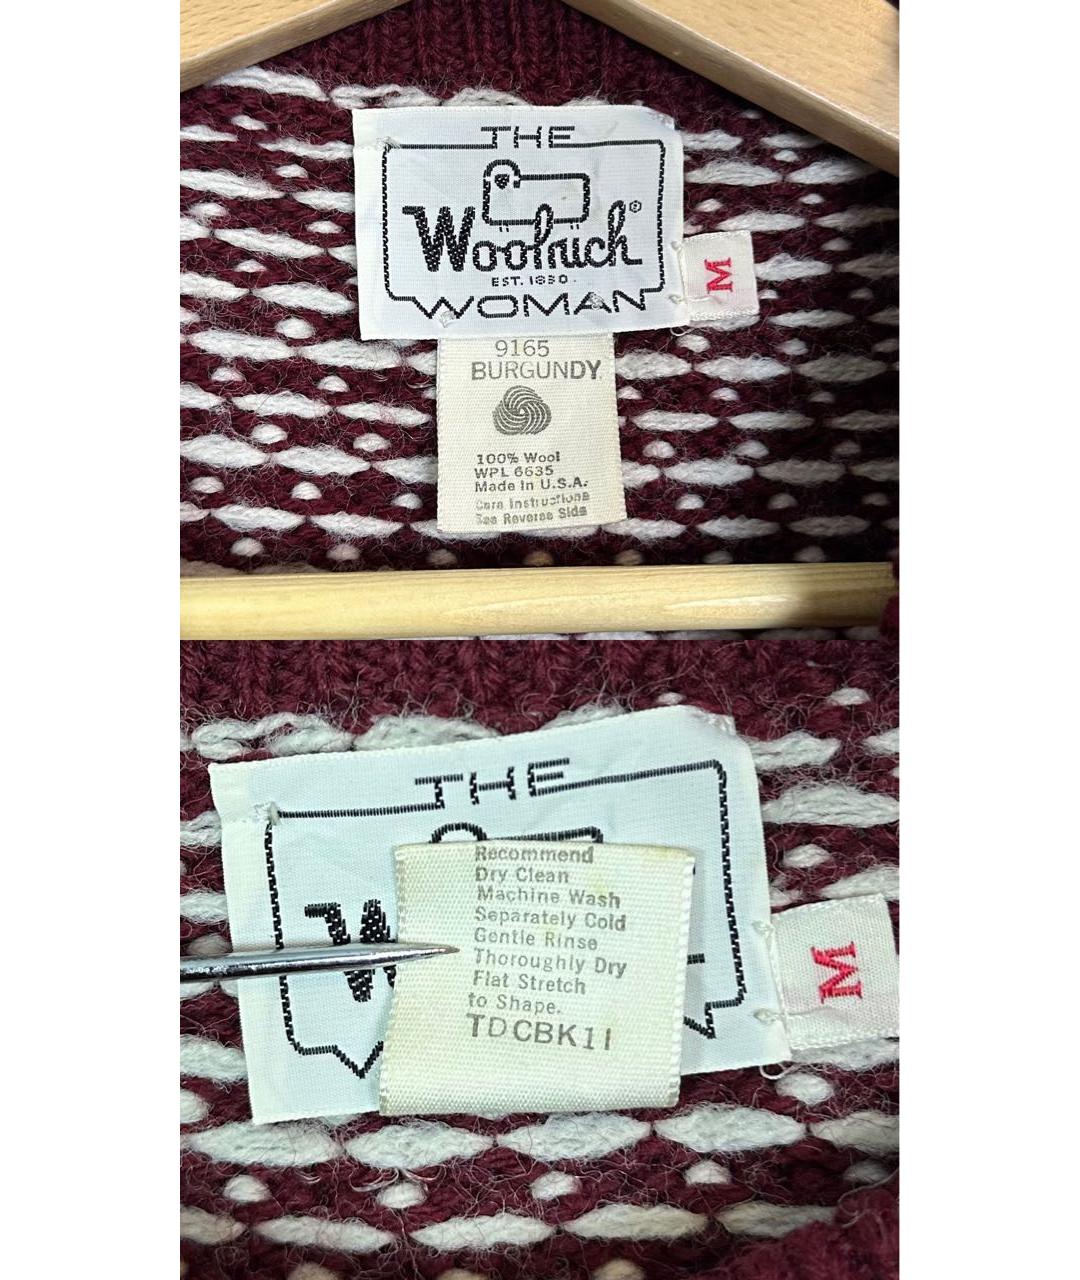 THE
Woolrich®
EST. 1830.
WOMAN
M
9165
BURGUNDY
100% Wool
WPL 6635
Made In U.S.A.
Care Instructions
See Reverse Side
THE
W
M
Recommend
Dry Clean
Machine Wash
Separately Cold
Gentle Rinse
Thoroughly Dry
Flat Stretch
to Shape.
TDCBK11